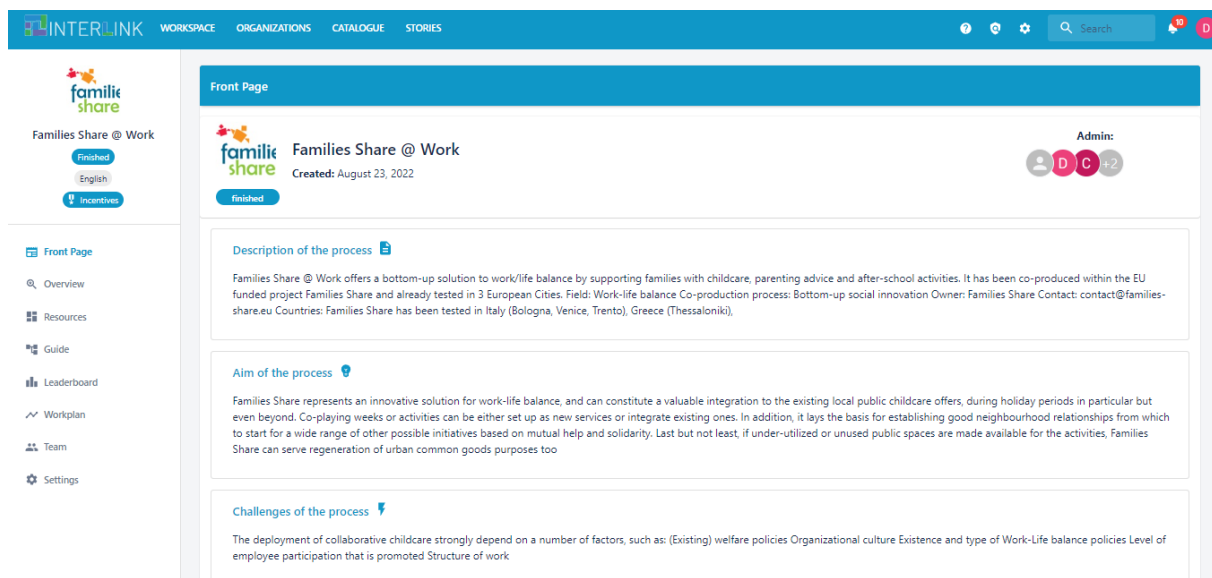 INTERLINK WORKSPACE ORGANIZATIONS CATALOGUE STORIES Search 10 D
familie
share
Families Share @ Work
Finished
English
Incentives
Front Page
Overview
Resources
Guide
Leaderboard
Workplan
Team
Settings
Front Page
familie
share
Families Share @ Work
Created: August 23, 2022
finished
Admin:
D C +2
Description of the process
Families Share @ Work offers a bottom-up solution to work/life balance by supporting families with childcare, parenting advice and after-school activities. It has been co-produced within the EU
funded project Families Share and already tested in 3 European Cities. Field: Work-life balance Co-production process: Bottom-up social innovation Owner: Families Share Contact: contact@families-
share.eu Countries: Families Share has been tested in Italy (Bologna, Venice, Trento), Greece (Thessaloniki),
Aim of the process
Families Share represents an innovative solution for work-life balance, and can constitute a valuable integration to the existing local public childcare offers, during holiday periods in particular but
even beyond. Co-playing weeks or activities can be either set up as new services or integrate existing ones. In addition, it lays the basis for establishing good neighbourhood relationships from which
to start for a wide range of other possible initiatives based on mutual help and solidarity. Last but not least, if under-utilized or unused public spaces are made available for the activities, Families
Share can serve regeneration of urban common goods purposes too
Challenges of the process
The deployment of collaborative childcare strongly depend on a number of factors, such as: (Existing) welfare policies Organizational culture Existence and type of Work-Life balance policies Level of
employee participation that is promoted Structure of work